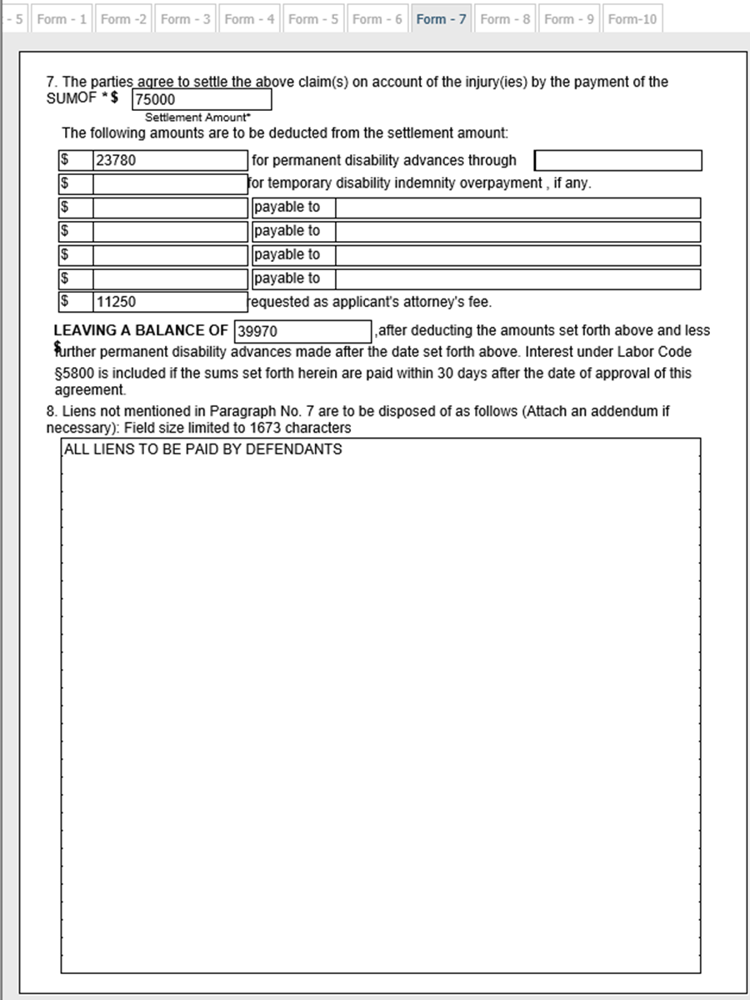 - 5 Form - 1 Form -2 Form - 3 Form - 4 Form - 5 Form - 6 Form - 7 Form - 8 Form - 9 Form-10
7. The parties agree to settle the above claim(s) on account of the injury(ies) by the payment of the
SUMOF * $ 75000
Settlement Amount*
The following amounts are to be deducted from the settlement amount:
$ 23780 for permanent disability advances through
$ for temporary disability indemnity overpayment , if any.
$ payable to
$ payable to
$ payable to
$ payable to
$ 11250 requested as applicant's attorney's fee.
LEAVING A BALANCE OF 39970 ,after deducting the amounts set forth above and less
$
further permanent disability advances made after the date set forth above. Interest under Labor Code
§5800 is included if the sums set forth herein are paid within 30 days after the date of approval of this
agreement.
8. Liens not mentioned in Paragraph No. 7 are to be disposed of as follows (Attach an addendum if
necessary): Field size limited to 1673 characters
ALL LIENS TO BE PAID BY DEFENDANTS